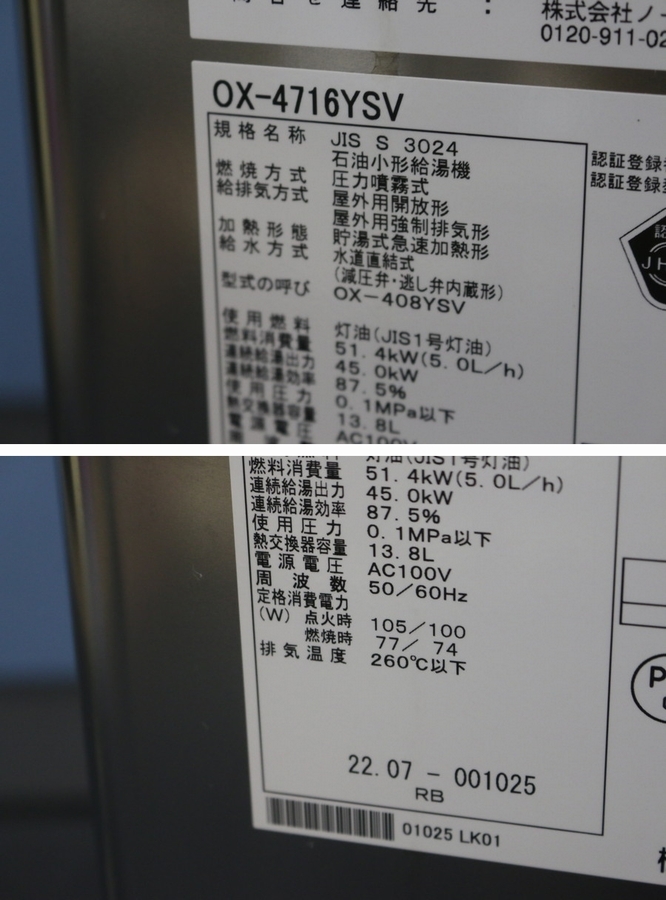 株式会社ノー
0120-911-02
OX-4716YSV
規格名称 JIS S 3024
石油小形給湯機
燃焼方式 圧力噴霧式
給排気方式 屋外用開放形
屋外用強制排気形
加熱形態 貯湯式急速加熱形
給水方式 水道直結式
(減圧弁・逃し弁内蔵形)
型式の呼び OX-408YSV
使用燃料 灯油(JIS1号灯油)
燃料消費量 51.4kW(5.0L/h)
連続給湯出力 45.0kW
連続給湯効率 87.5%
使用圧力 0.1MPa以下
熱交換器容量 13.8L
電源電圧 AC100V
認証登録
認証登録
JH
灯油(JIS1号灯油)
燃料消費量 51.4kW(5.0L/h)
連続給湯出力 45.0kW
連続給湯効率 87.5%
使用圧力 0.1MPa以下
熱交換器容量 13.8L
電源電圧 AC100V
周波数 50/60Hz
定格消費電力
(W) 点火時 105/100
燃焼時 77/ 74
排気温度 260℃以下
22.07 - 001025
RB
01025 LK01